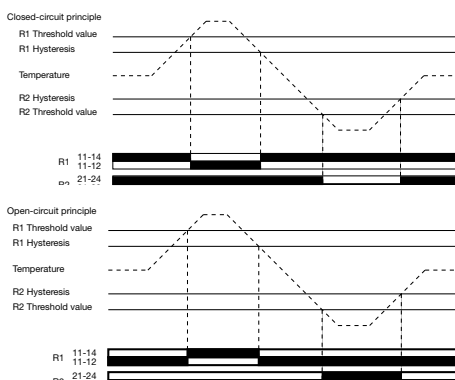 Closed-circuit principle
R1 Threshold value
R1 Hysteresis
Temperature
R2 Hysteresis
R2 Threshold value
R1 11-14
11-12
21-24
Open-circuit principle
R1 Threshold value
R1 Hysteresis
Temperature
R2 Hysteresis
R2 Threshold value
R1 11-14
11-12
21-24